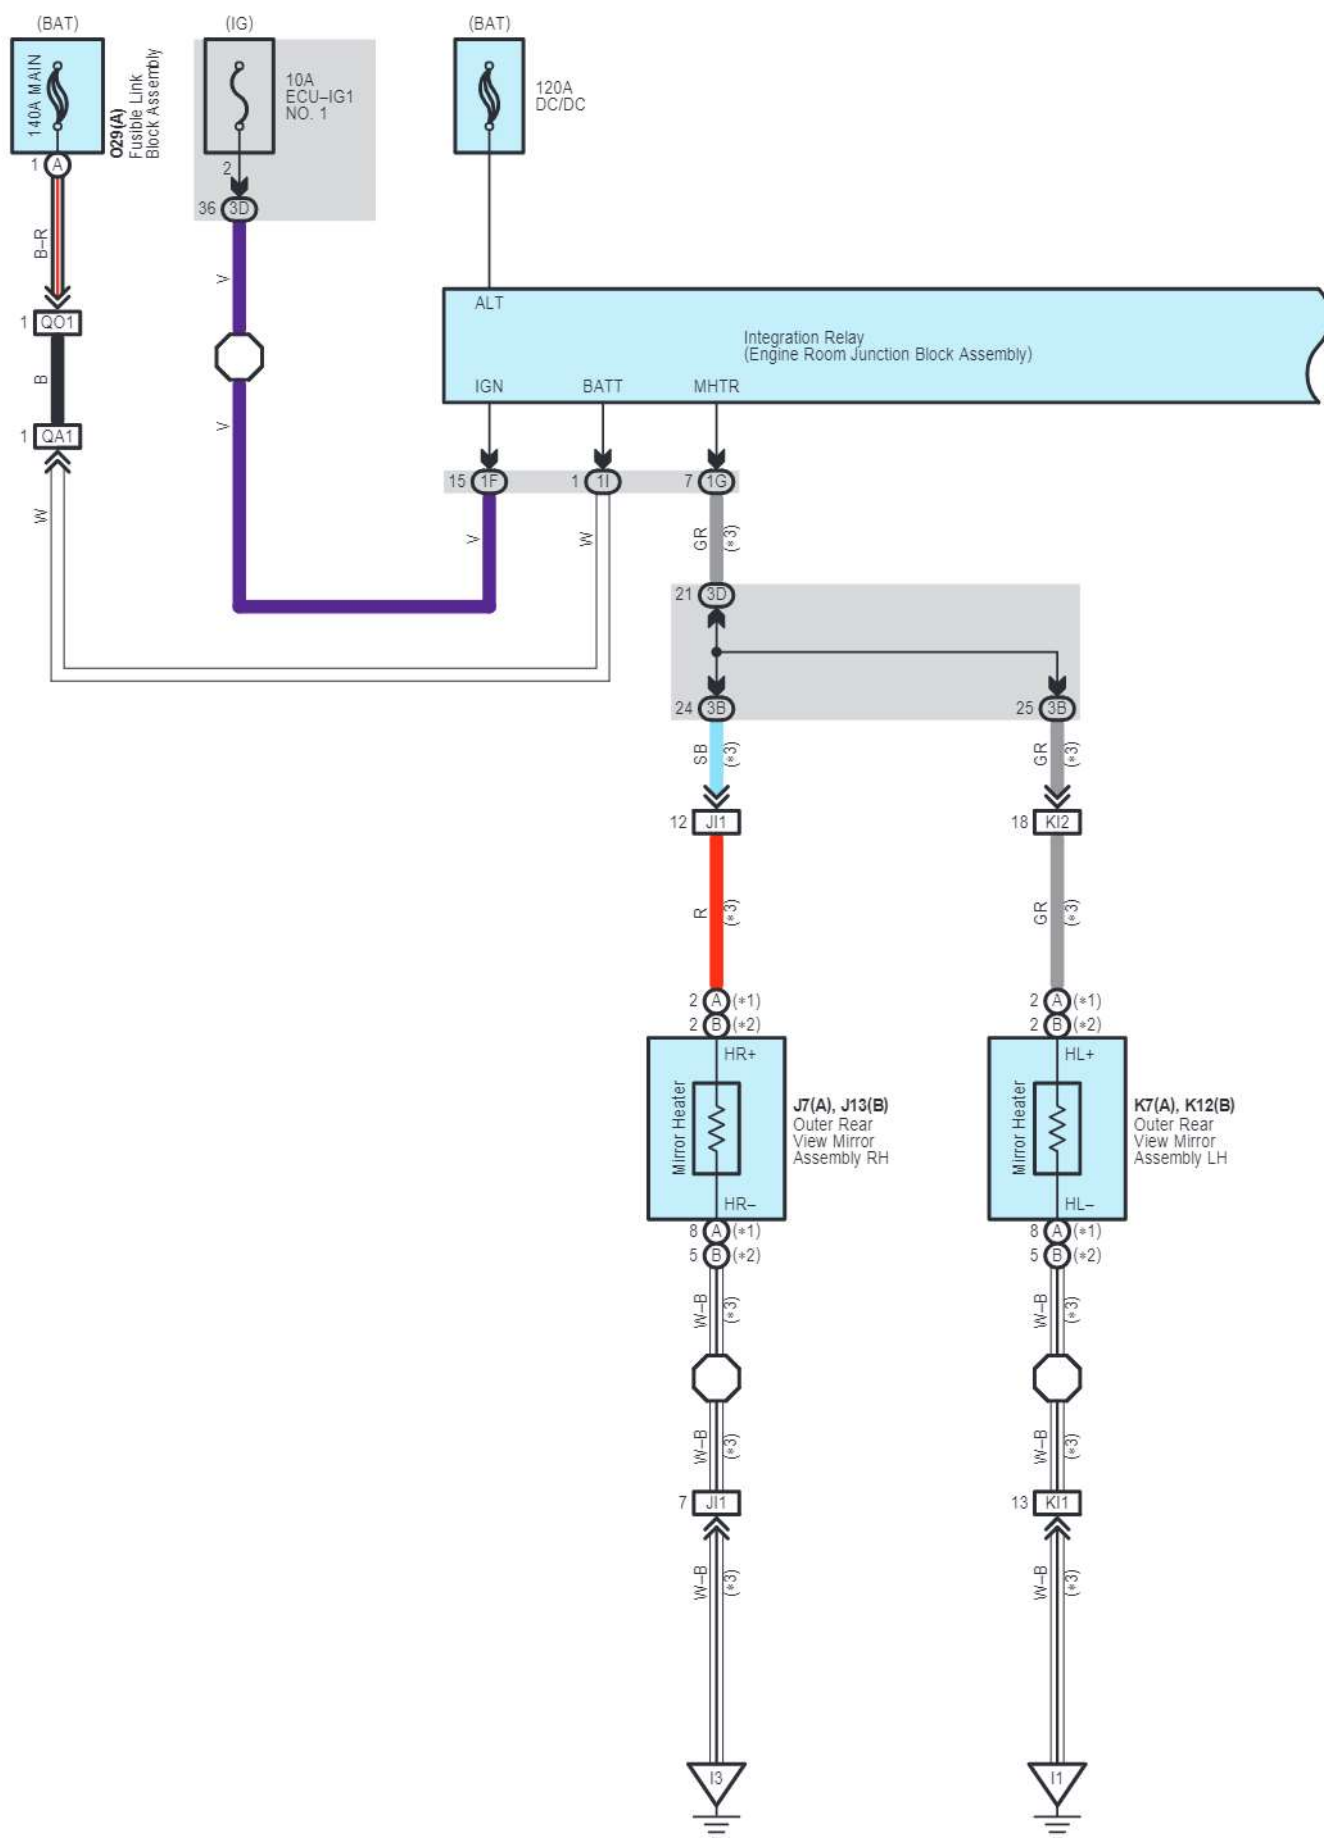 (BAT)
(IG)
(BAT)
140A MAIN
O29(A)
Fusible Link
Block Assembly
10A
ECU–IG1
NO. 1
120A
DC/DC
1 A
2
36 3D
B–R
V
ALT
Integration Relay
(Engine Room Junction Block Assembly)
1 QO1
B
IGN
BATT
MHTR
V
1 QA1
15 1F
1 1I
7 1G
W
V
W
GR
(*3)
21 3D
24 3B
25 3B
SB
(*3)
GR
(*3)
12 JI1
18 KI2
R
(*3)
GR
(*3)
2 A (*1)
2 B (*2)
2 A (*1)
2 B (*2)
HR+
HL+
Mirror Heater
J7(A), J13(B)
Outer Rear
View Mirror
Assembly RH
Mirror Heater
K7(A), K12(B)
Outer Rear
View Mirror
Assembly LH
HR–
HL–
8 A (*1)
5 B (*2)
8 A (*1)
5 B (*2)
W–B
(*3)
W–B
(*3)
W–B
(*3)
W–B
(*3)
7 JI1
13 KI1
W–B
(*3)
W–B
(*3)
I3
I1